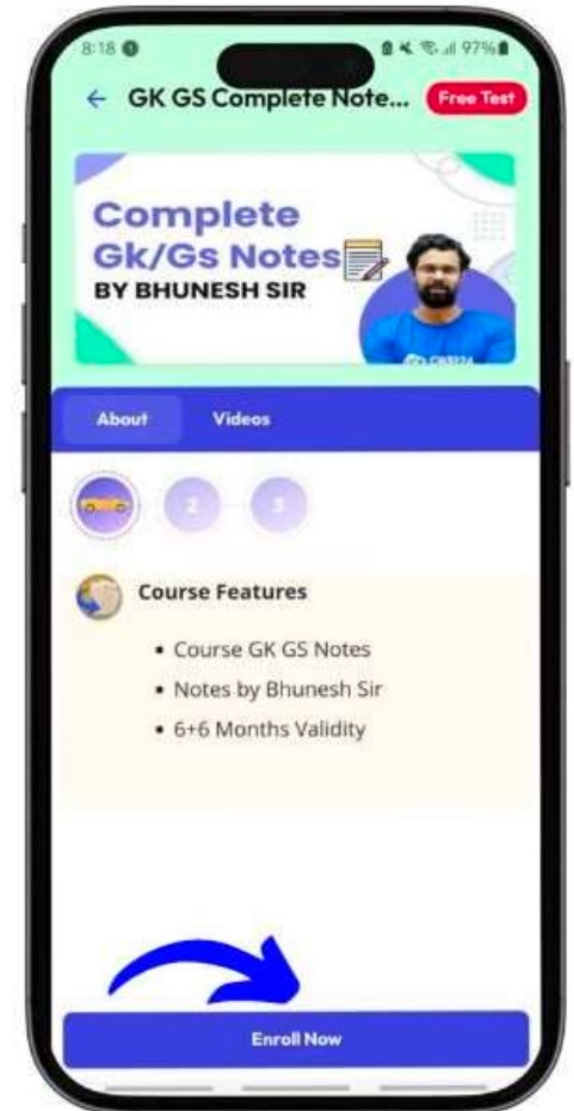 8:18
97%
GK GS Complete Note...
Free Test
Complete
Gk/Gs Notes
BY BHUNESH SIR
About
Videos
2
3
Course Features
Course GK GS Notes
Notes by Bhunesh Sir
6+6 Months Validity
Enroll Now